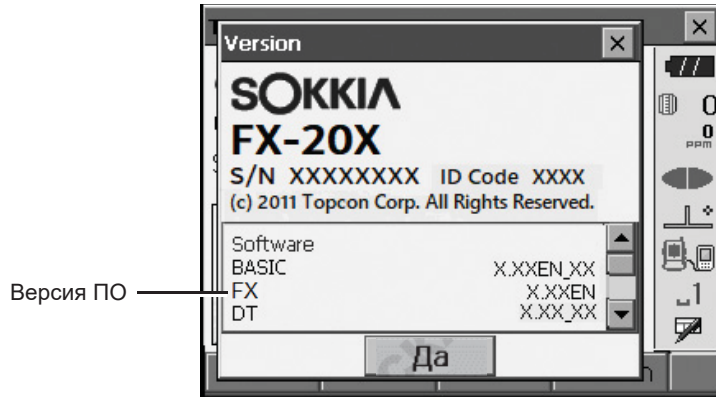 Version
SOKKIA
FX-20X
S/N XXXXXXXX ID Code XXXX
(c) 2011 Topcon Corp. All Rights Reserved.
Software
BASIC X.XXEN_XX
Версия ПО
FX X.XXEN
DT X.XX_XX
Да
0
0
PPM
1